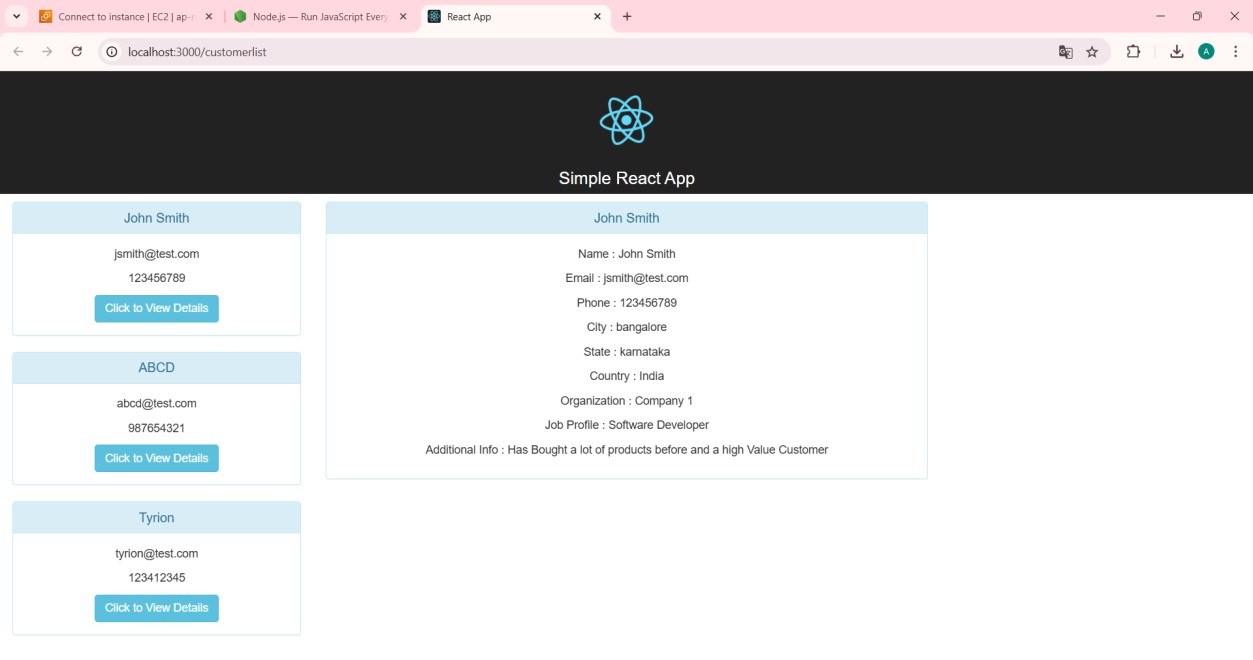 Connect to instance | EC2 | ap-
Node.js — Run JavaScript Every
React App
localhost:3000/customerlist
A
Simple React App
John Smith
jsmith@test.com
123456789
Click to View Details
ABCD
abcd@test.com
987654321
Click to View Details
Tyrion
tyrion@test.com
123412345
Click to View Details
John Smith
Name : John Smith
Email : jsmith@test.com
Phone : 123456789
City : bangalore
State : karnataka
Country : India
Organization : Company 1
Job Profile : Software Developer
Additional Info : Has Bought a lot of products before and a high Value Customer